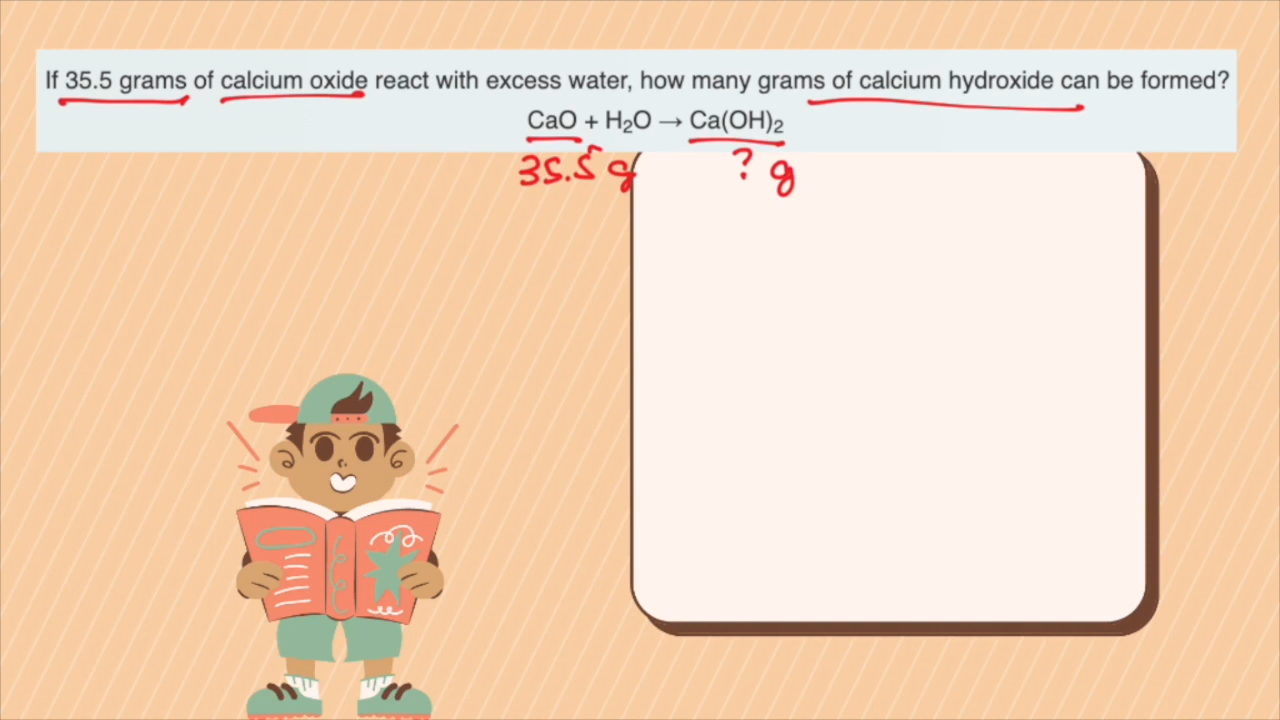 If 35.5 grams of calcium oxide react with excess water, how many grams of calcium hydroxide can be formed?
CaO + H₂O → Ca(OH)₂
35.5 g ? g